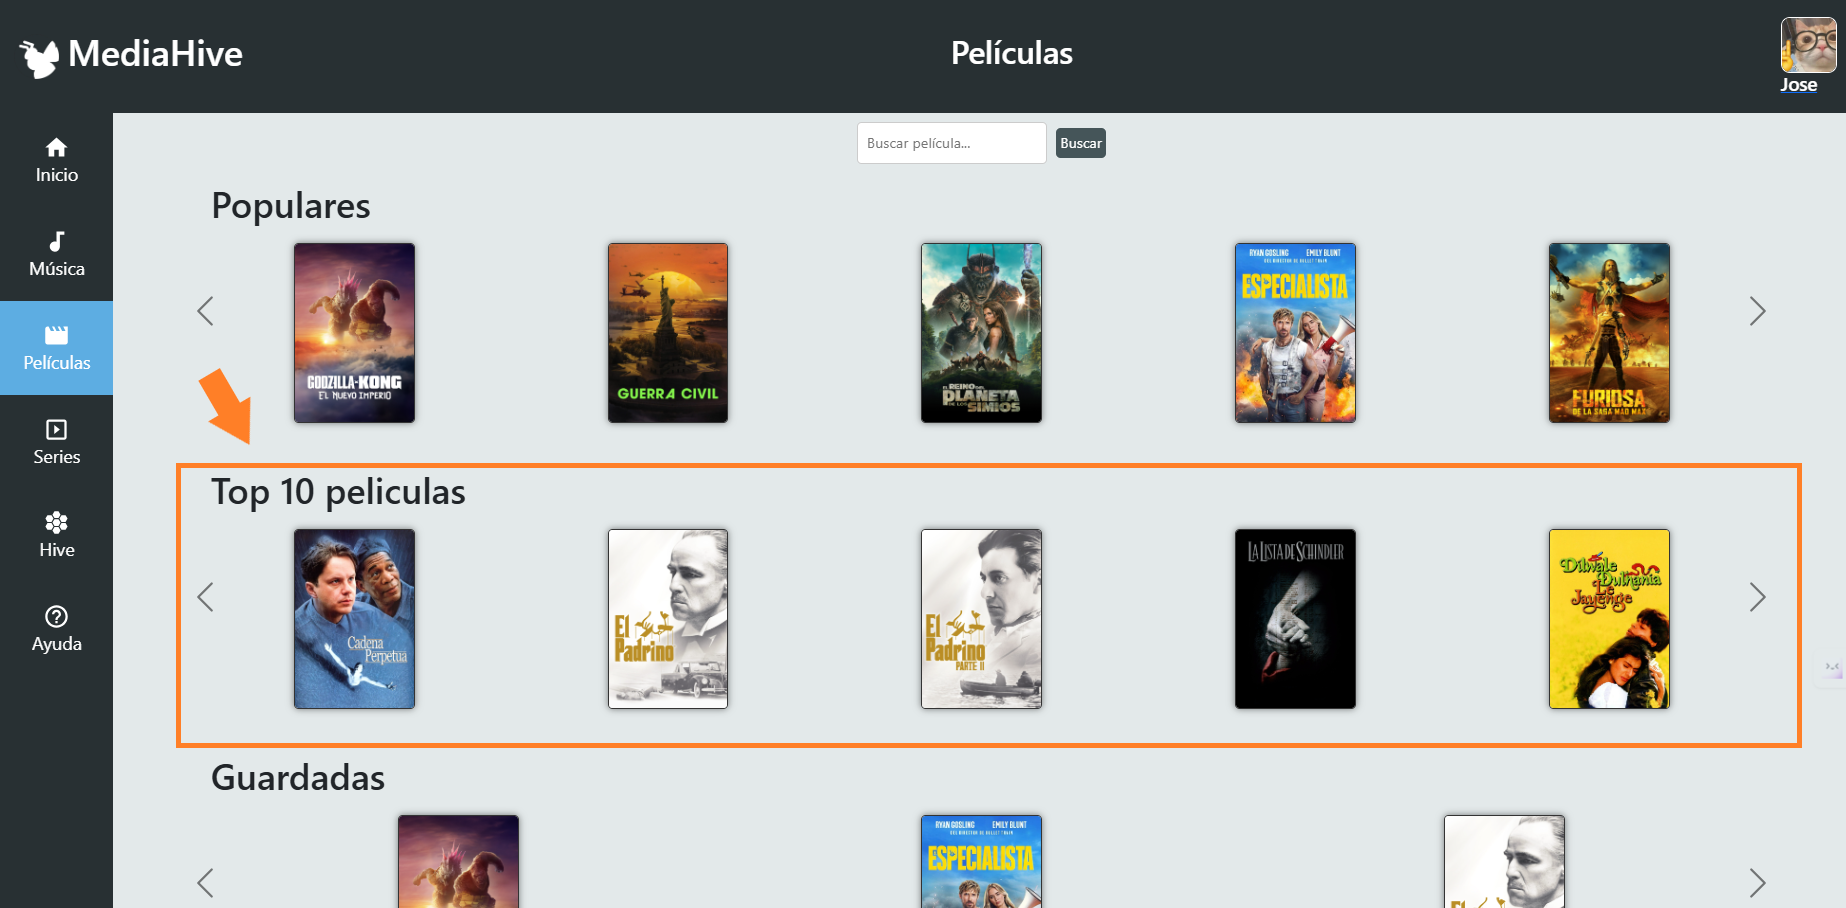 MediaHive
Películas
Jose
Inicio
Música
Películas
Series
Hive
Ayuda
Buscar película...
Buscar
Populares
GODZILLA-KONG
EL NUEVO IMPERIO
GUERRA CIVIL
EL REINO DEL
PLANETA
DE LOS SIMIOS
RYAN GOSLING EMILY BLUNT
ESPECIALISTA
FURIOSA
DE LA SAGA MAD MAX
Top 10 peliculas
Cadena
Perpetua
El
Padrino
El
Padrino
PARTE II
LA LISTA DE SCHINDLER
Dilwale
Dulhania
Le
Jayenge
Guardadas
RYAN GOSLING EMILY BLUNT
ESPECIALISTA
El